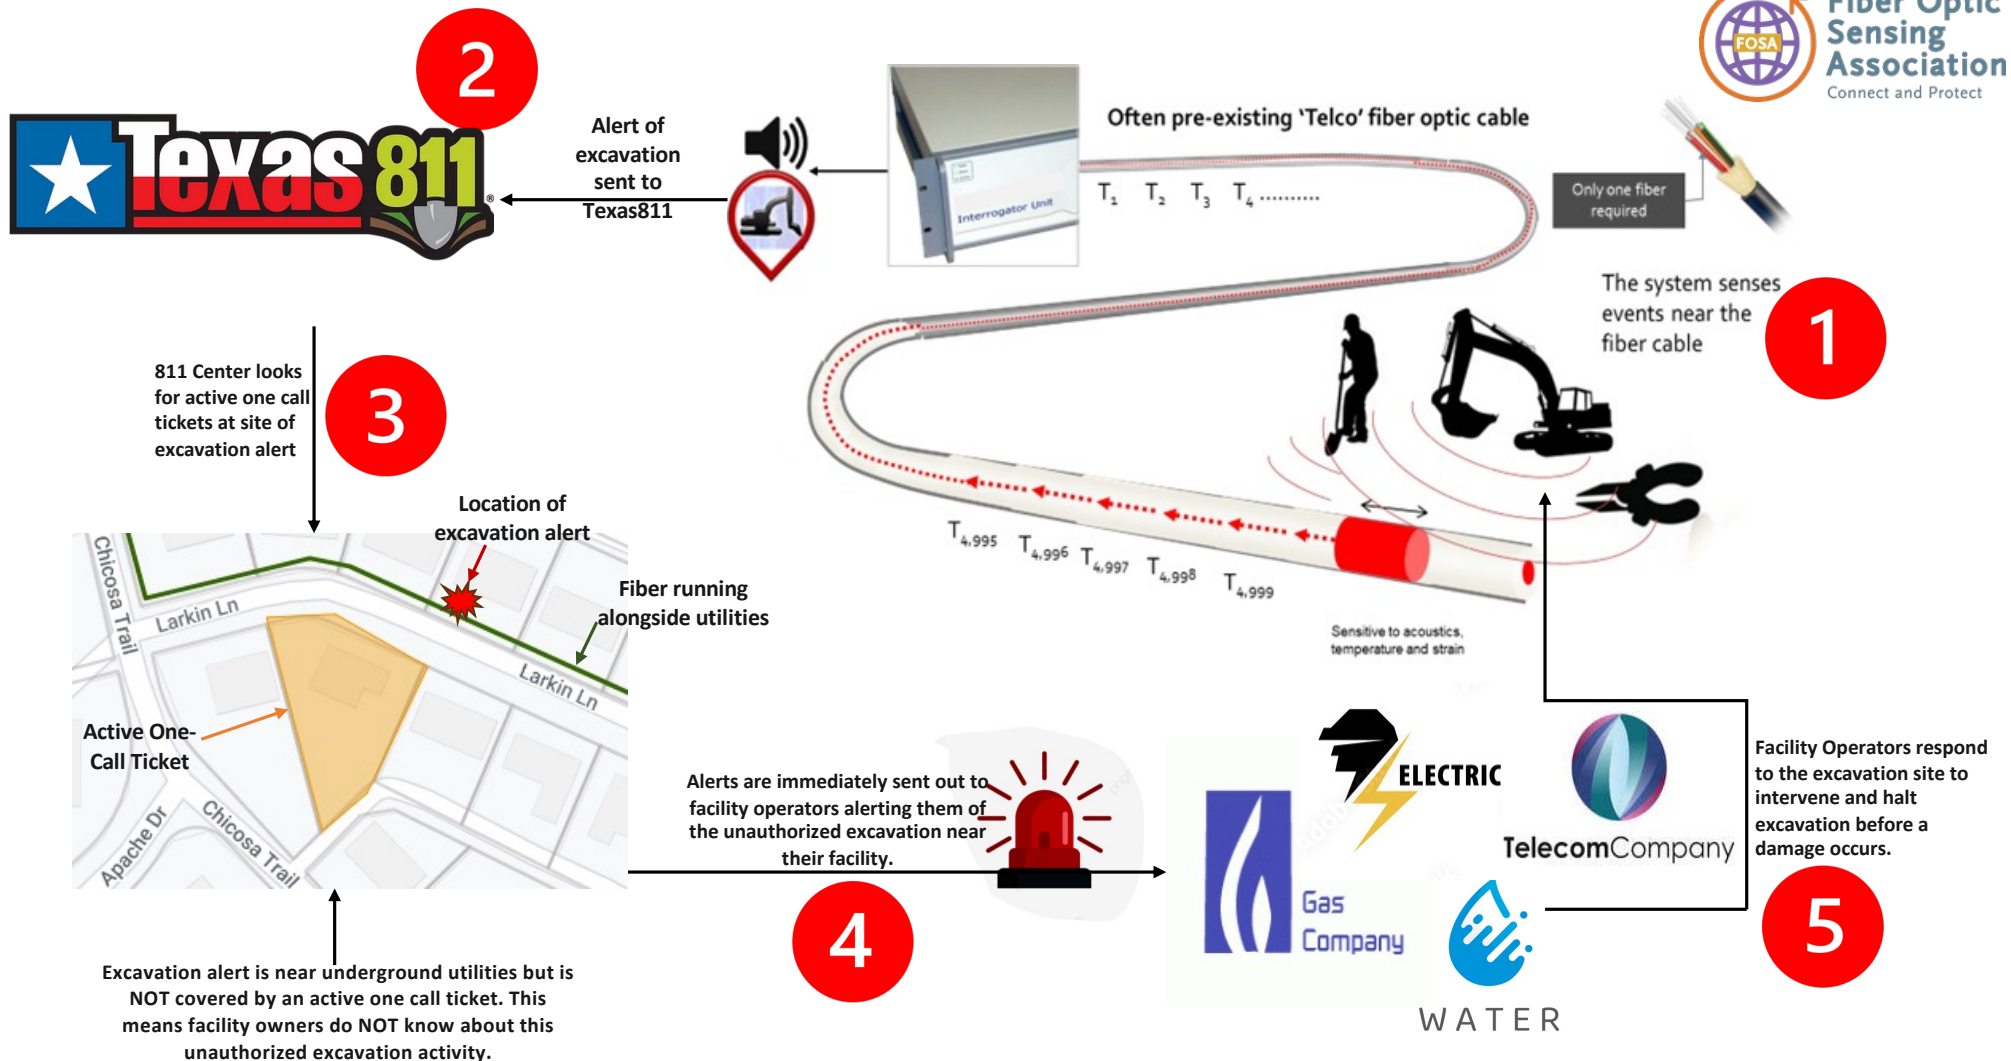 Fiber Optic
Sensing
Association
Connect and Protect
FOSA
2
Texas811
®
Alert of
excavation
sent to
Texas811
Interrogator Unit
Often pre-existing 'Telco' fiber optic cable
T1 T2 T3 T4 ..........
Only one fiber
required
The system senses
events near the
fiber cable
1
811 Center looks
for active one call
tickets at site of
excavation alert
3
T4,995 T4,996 T4,997 T4,998 T4,999
Sensitive to acoustics,
temperature and strain
Location of
excavation alert
Fiber running
alongside utilities
Chicosa Trail
Larkin Ln
Larkin Ln
Active One-
Call Ticket
Apache Dr
Chicosa Trail
Excavation alert is near underground utilities but is
NOT covered by an active one call ticket. This
means facility owners do NOT know about this
unauthorized excavation activity.
Alerts are immediately sent out to
facility operators alerting them of
the unauthorized excavation near
their facility.
4
ELECTRIC
Gas
Company
TelecomCompany
WATER
Facility Operators respond
to the excavation site to
intervene and halt
excavation before a
damage occurs.
5